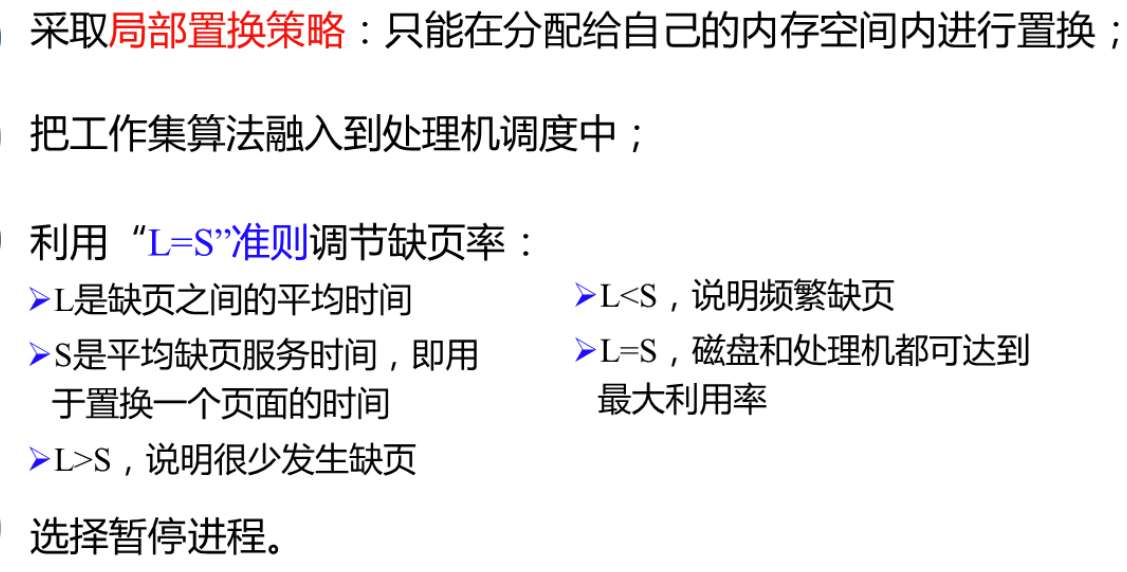 采取局部置换策略：只能在分配给自己的内存空间内进行置换；
把工作集算法融入到处理机调度中；
利用“L=S”准则调节缺页率：
➢L是缺页之间的平均时间
➢S是平均缺页服务时间，即用
于置换一个页面的时间
➢L>S，说明很少发生缺页
➢L<S，说明频繁缺页
➢L=S，磁盘和处理机都可达到
最大利用率
选择暂停进程。